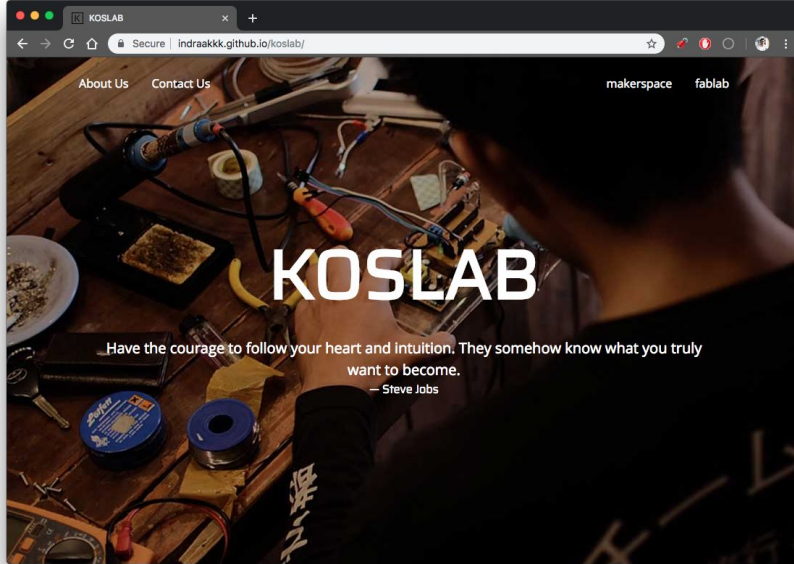 KOSLAB
Secure | indraakkk.github.io/koslab/
About Us
Contact Us
makerspace
fablab
KOSLAB
Have the courage to follow your heart and intuition. They somehow know what you truly
want to become.
— Steve Jobs